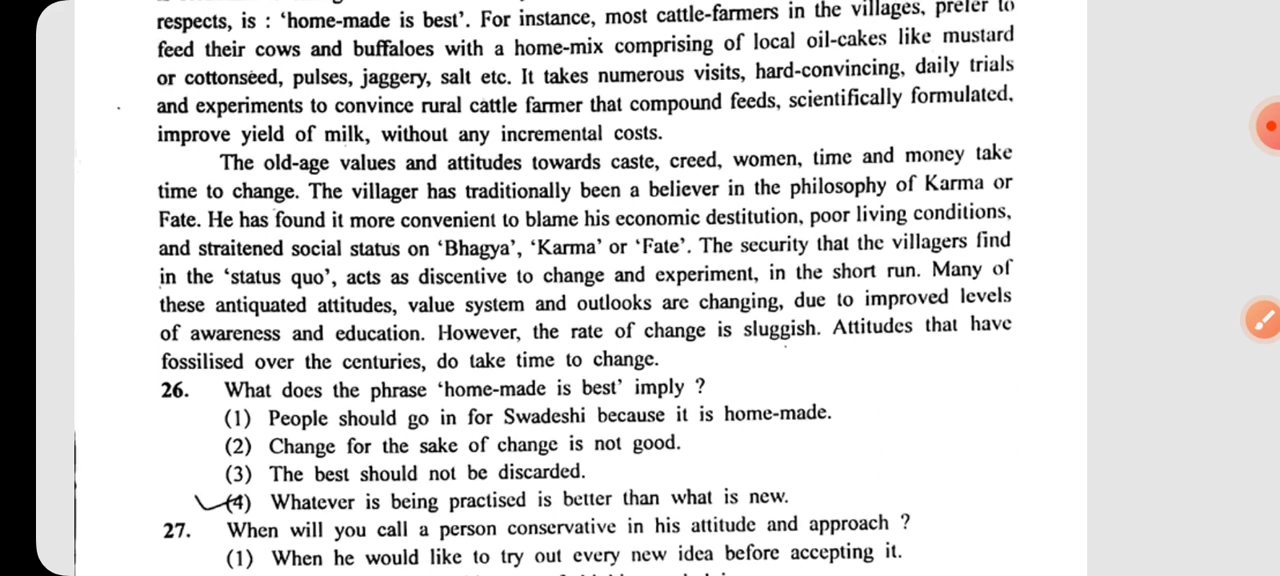 respects, is : ‘home-made is best’. For instance, most cattle-farmers in the villages, prefer to
feed their cows and buffaloes with a home-mix comprising of local oil-cakes like mustard
or cottonseed, pulses, jaggery, salt etc. It takes numerous visits, hard-convincing, daily trials
and experiments to convince rural cattle farmer that compound feeds, scientifically formulated,
improve yield of milk, without any incremental costs.
The old-age values and attitudes towards caste, creed, women, time and money take
time to change. The villager has traditionally been a believer in the philosophy of Karma or
Fate. He has found it more convenient to blame his economic destitution, poor living conditions,
and straitened social status on ‘Bhagya’, ‘Karma’ or ‘Fate’. The security that the villagers find
in the ‘status quo’, acts as discentive to change and experiment, in the short run. Many of
these antiquated attitudes, value system and outlooks are changing, due to improved levels
of awareness and education. However, the rate of change is sluggish. Attitudes that have
fossilised over the centuries, do take time to change.
26. What does the phrase ‘home-made is best’ imply ?
(1) People should go in for Swadeshi because it is home-made.
(2) Change for the sake of change is not good.
(3) The best should not be discarded.
(4) Whatever is being practised is better than what is new.
27. When will you call a person conservative in his attitude and approach ?
(1) When he would like to try out every new idea before accepting it.